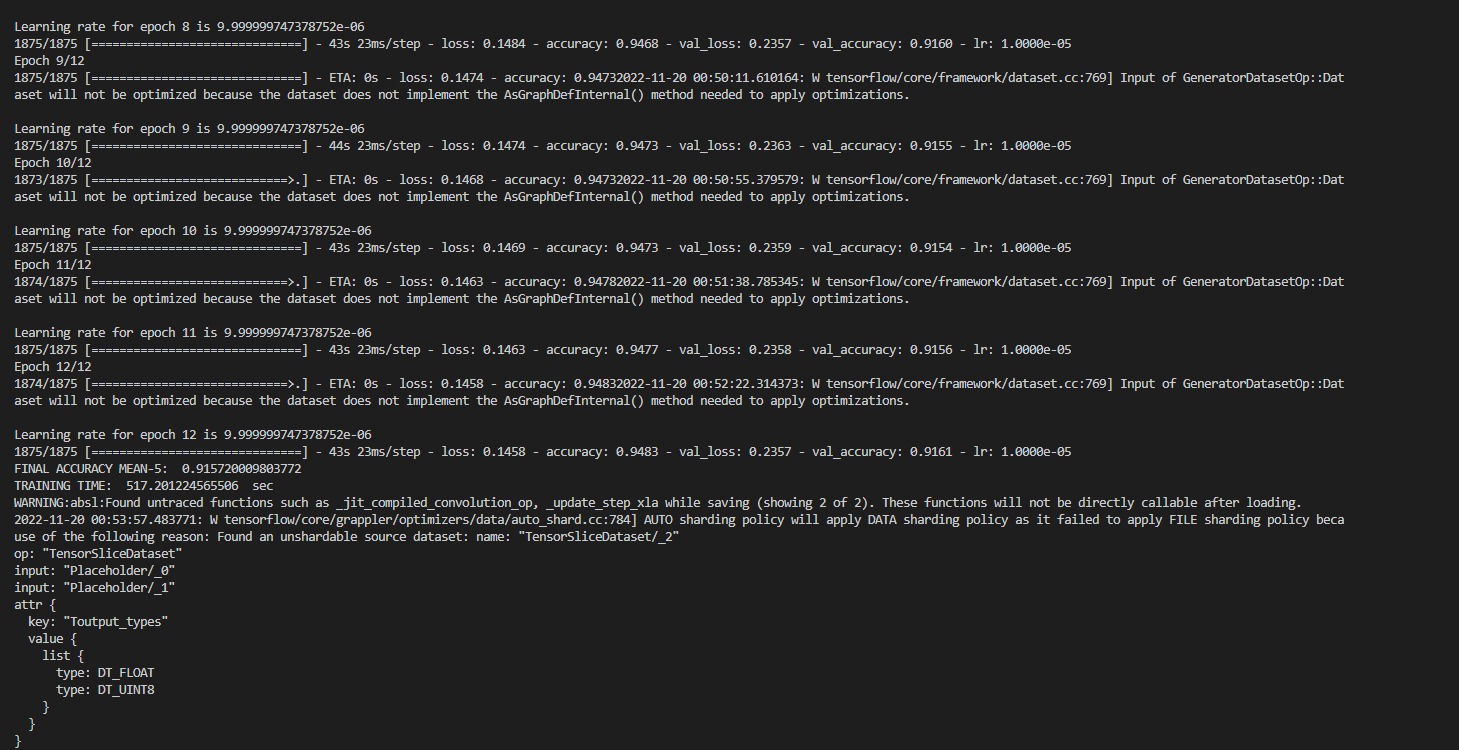 Learning rate for epoch 8 is 9.999999747378752e-06
1875/1875 [==============================] - 43s 23ms/step - loss: 0.1484 - accuracy: 0.9468 - val_loss: 0.2357 - val_accuracy: 0.9160 - lr: 1.0000e-05
Epoch 9/12
1875/1875 [==============================] - ETA: 0s - loss: 0.1474 - accuracy: 0.94732022-11-20 00:50:11.610164: W tensorflow/core/framework/dataset.cc:769] Input of GeneratorDatasetOp::Dat
aset will not be optimized because the dataset does not implement the AsGraphDefInternal() method needed to apply optimizations.
Learning rate for epoch 9 is 9.999999747378752e-06
1875/1875 [==============================] - 44s 23ms/step - loss: 0.1474 - accuracy: 0.9473 - val_loss: 0.2363 - val_accuracy: 0.9155 - lr: 1.0000e-05
Epoch 10/12
1873/1875 [============================>.] - ETA: 0s - loss: 0.1468 - accuracy: 0.94732022-11-20 00:50:55.379579: W tensorflow/core/framework/dataset.cc:769] Input of GeneratorDatasetOp::Dat
aset will not be optimized because the dataset does not implement the AsGraphDefInternal() method needed to apply optimizations.
Learning rate for epoch 10 is 9.999999747378752e-06
1875/1875 [==============================] - 43s 23ms/step - loss: 0.1469 - accuracy: 0.9473 - val_loss: 0.2359 - val_accuracy: 0.9154 - lr: 1.0000e-05
Epoch 11/12
1874/1875 [============================>.] - ETA: 0s - loss: 0.1463 - accuracy: 0.94782022-11-20 00:51:38.785345: W tensorflow/core/framework/dataset.cc:769] Input of GeneratorDatasetOp::Dat
aset will not be optimized because the dataset does not implement the AsGraphDefInternal() method needed to apply optimizations.
Learning rate for epoch 11 is 9.999999747378752e-06
1875/1875 [==============================] - 43s 23ms/step - loss: 0.1463 - accuracy: 0.9477 - val_loss: 0.2358 - val_accuracy: 0.9156 - lr: 1.0000e-05
Epoch 12/12
1874/1875 [============================>.] - ETA: 0s - loss: 0.1458 - accuracy: 0.94832022-11-20 00:52:22.314373: W tensorflow/core/framework/dataset.cc:769] Input of GeneratorDatasetOp::Dat
aset will not be optimized because the dataset does not implement the AsGraphDefInternal() method needed to apply optimizations.
Learning rate for epoch 12 is 9.999999747378752e-06
1875/1875 [==============================] - 43s 23ms/step - loss: 0.1458 - accuracy: 0.9483 - val_loss: 0.2357 - val_accuracy: 0.9161 - lr: 1.0000e-05
FINAL ACCURACY MEAN-5:  0.915720009803772
TRAINING TIME:  517.201224565506  sec
WARNING:absl:Found untraced functions such as _jit_compiled_convolution_op, _update_step_xla while saving (showing 2 of 2). These functions will not be directly callable after loading.
2022-11-20 00:53:57.483771: W tensorflow/core/grappler/optimizers/data/auto_shard.cc:784] AUTO sharding policy will apply DATA sharding policy as it failed to apply FILE sharding policy beca
use of the following reason: Found an unshardable source dataset: name: "TensorSliceDataset/_2"
op: "TensorSliceDataset"
input: "Placeholder/_0"
input: "Placeholder/_1"
attr {
  key: "Toutput_types"
  value {
    list {
      type: DT_FLOAT
      type: DT_UINT8
    }
  }
}